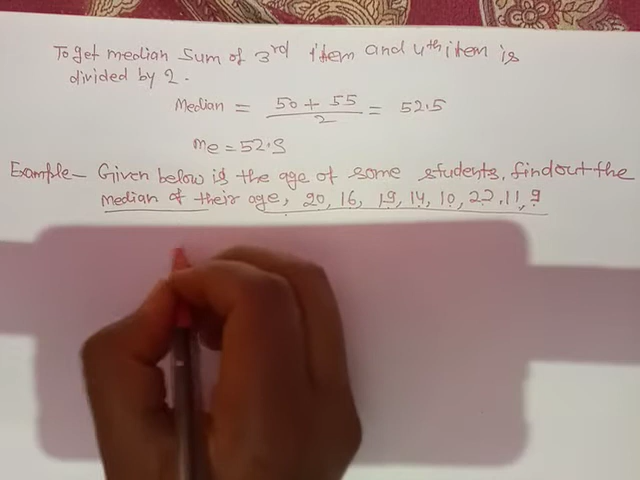 To get median Sum of 3rd item and 4th item is
divided by 2.
Median = 50 + 55 / 2 = 52.5
me = 52.5
Example - Given below is the age of some students, findout the
median of their age, 20, 16, 19, 14, 10, 22, 11, 9